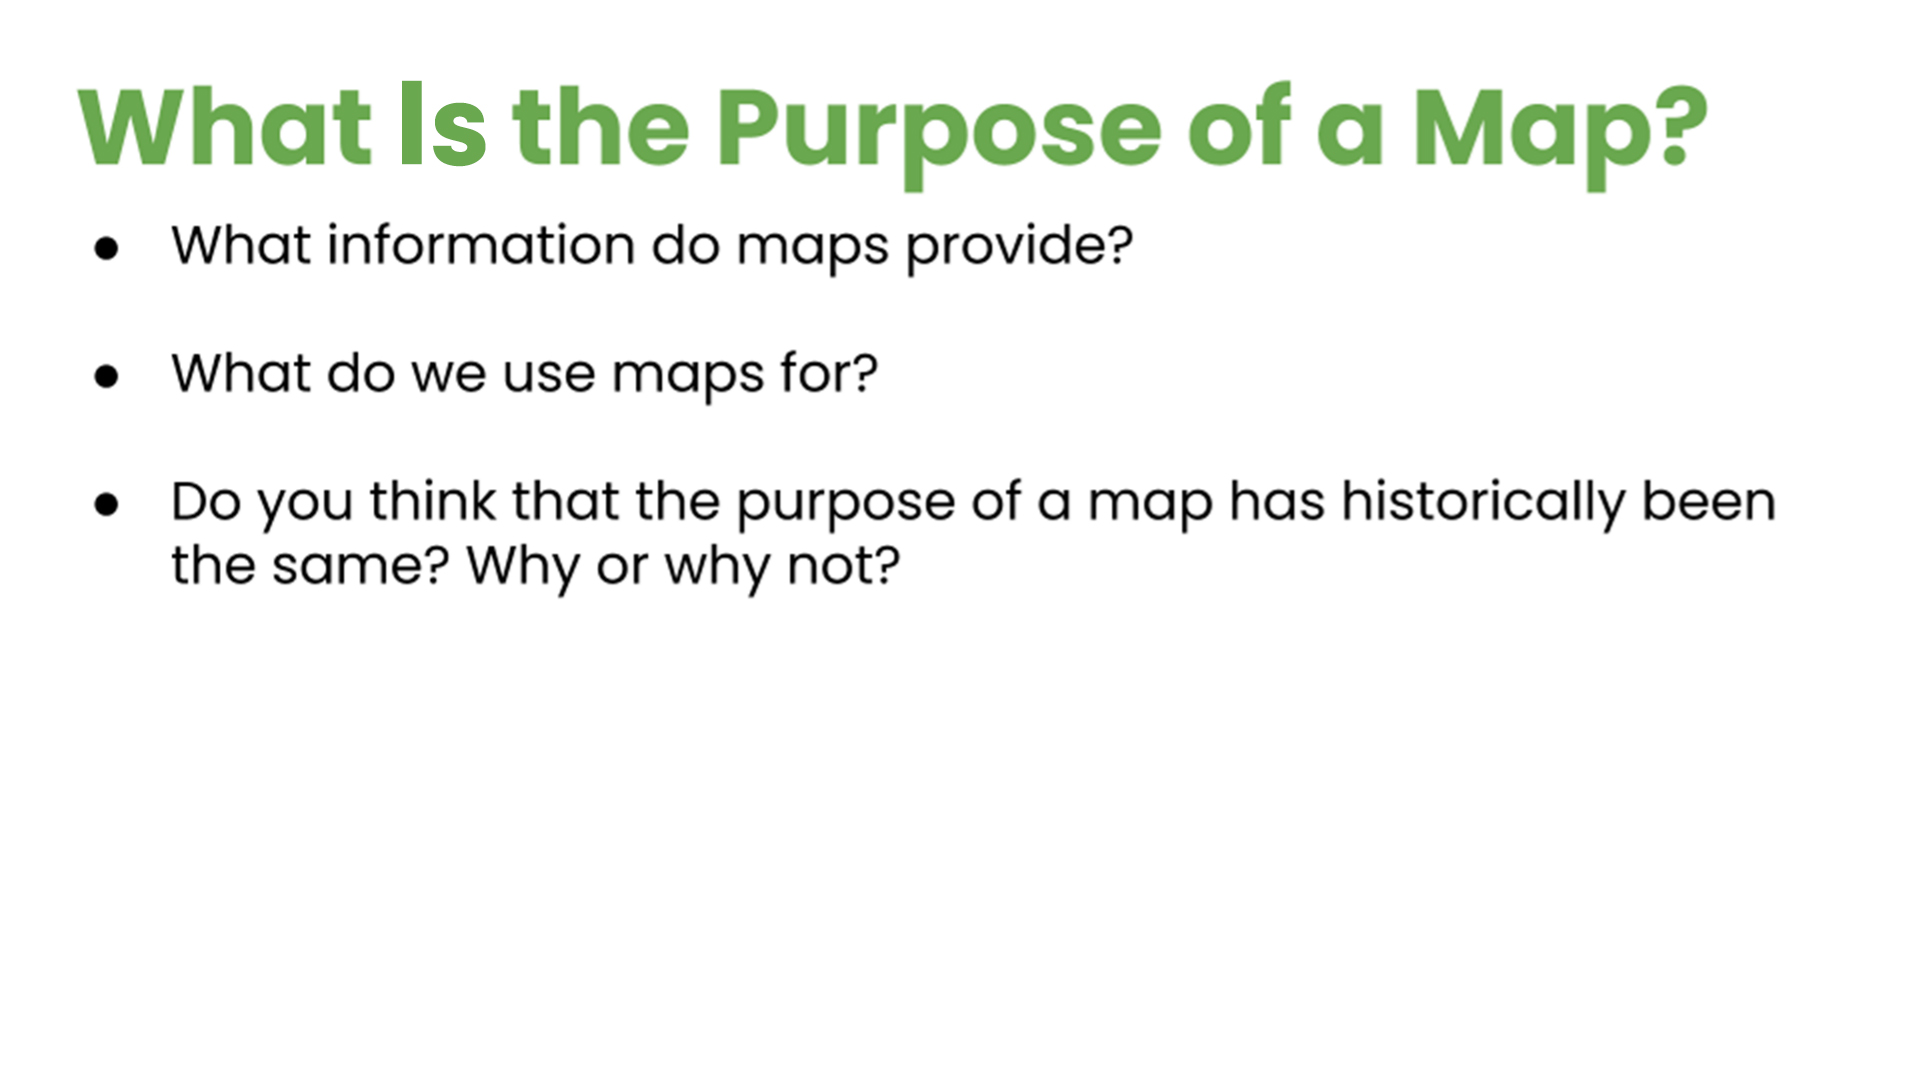 What Is the Purpose of a Map?
● What information do maps provide?
● What do we use maps for?
● Do you think that the purpose of a map has historically been
the same? Why or why not?